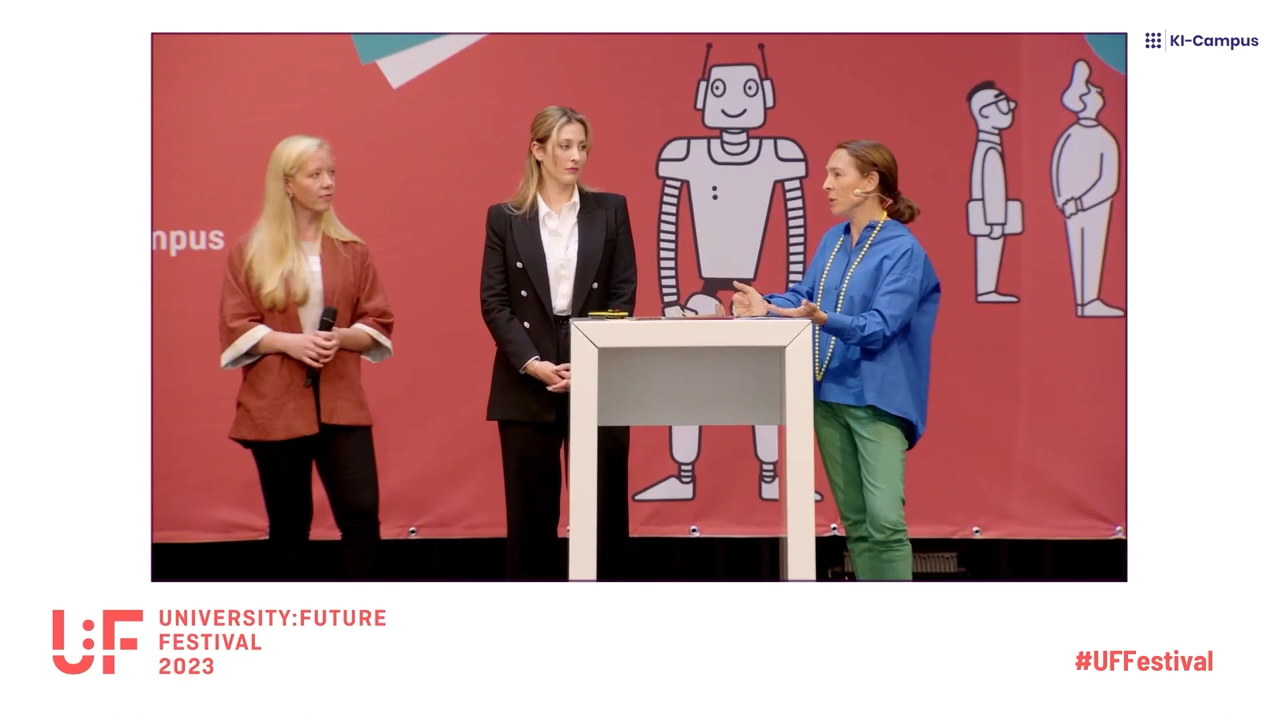 KI-Campus
mpus
UNIVERSITY:FUTURE
FESTIVAL
2023
U:F
#UFFestival